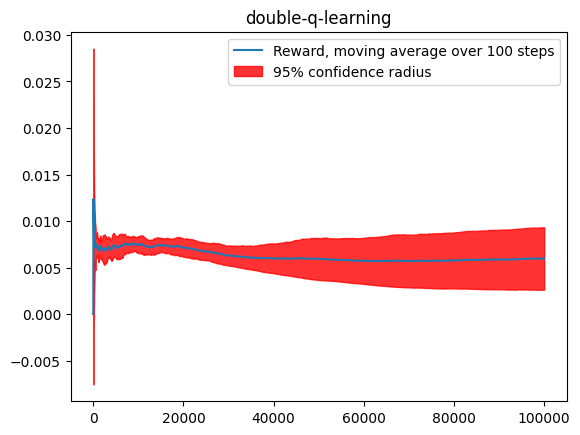 double-q-learning
0.030
0.025
0.020
0.015
0.010
0.005
0.000
−0.005
Reward, moving average over 100 steps
95% confidence radius
0 20000 40000 60000 80000 100000